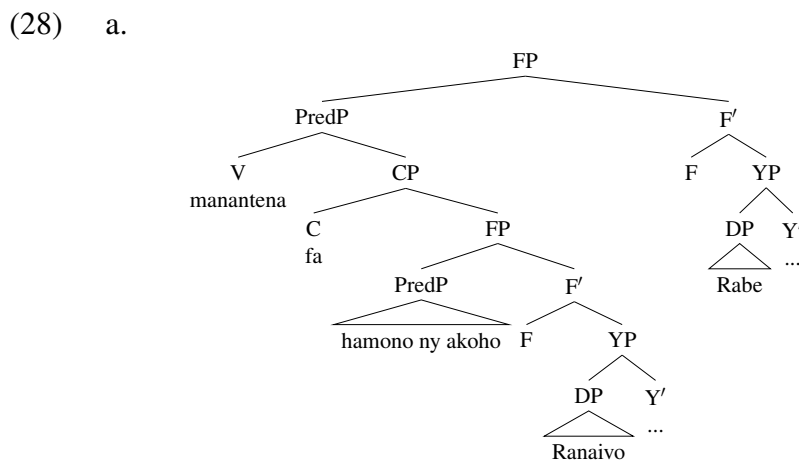 (28) a.
FP
PredP F′
V CP F YP
manantena
C FP DP Y′
fa ...
PredP F′ Rabe
hamono ny akoho F YP
DP Y′
...
Ranaivo